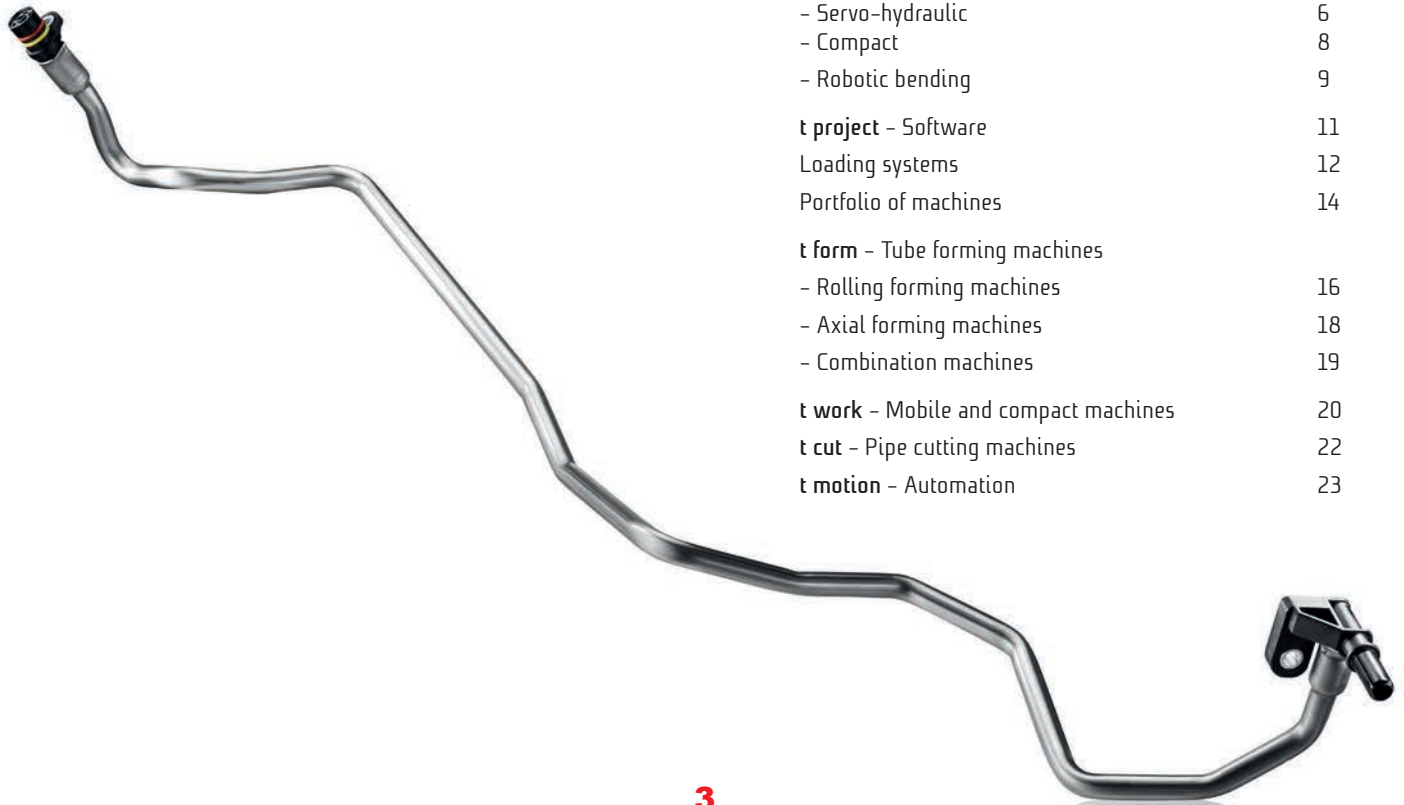 - Servo-hydraulic 6
- Compact 8
- Robotic bending 9
t project - Software 11
Loading systems 12
Portfolio of machines 14
t form - Tube forming machines
- Rolling forming machines 16
- Axial forming machines 18
- Combination machines 19
t work - Mobile and compact machines 20
t cut - Pipe cutting machines 22
t motion - Automation 23
3